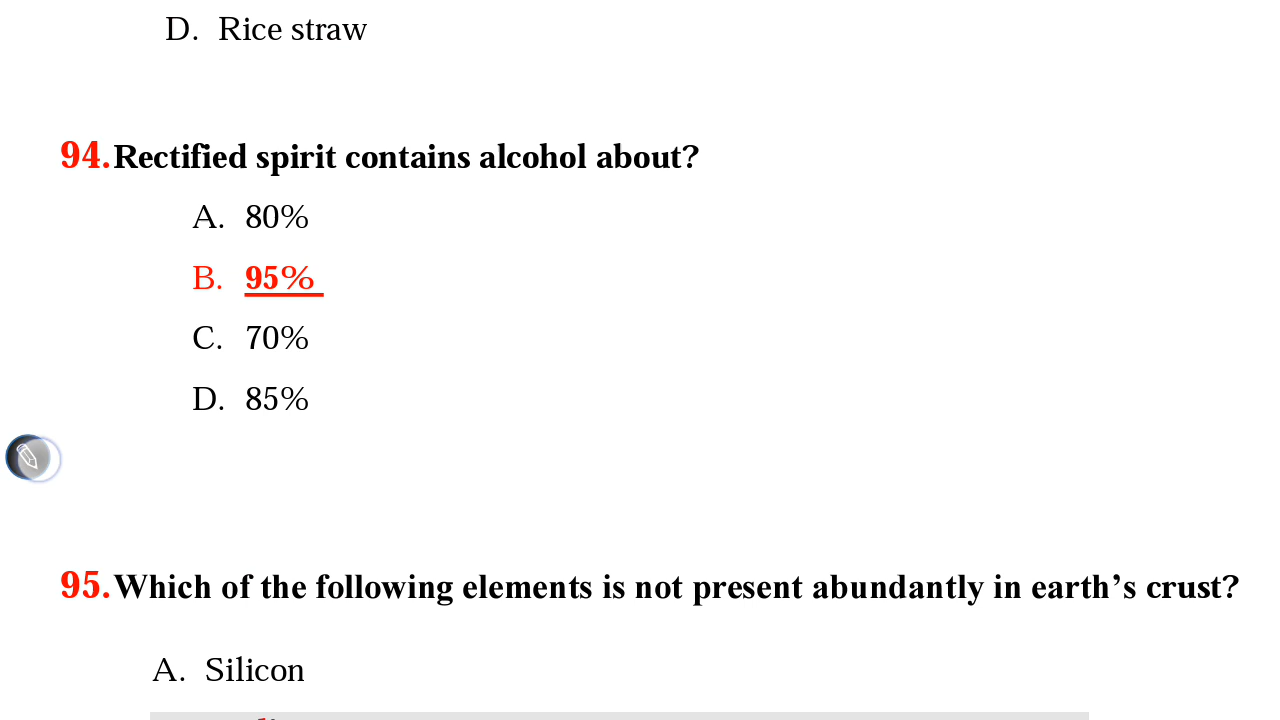 D. Rice straw
94. Rectified spirit contains alcohol about?
A. 80%
B. 95%
C. 70%
D. 85%
95. Which of the following elements is not present abundantly in earth’s crust?
A. Silicon